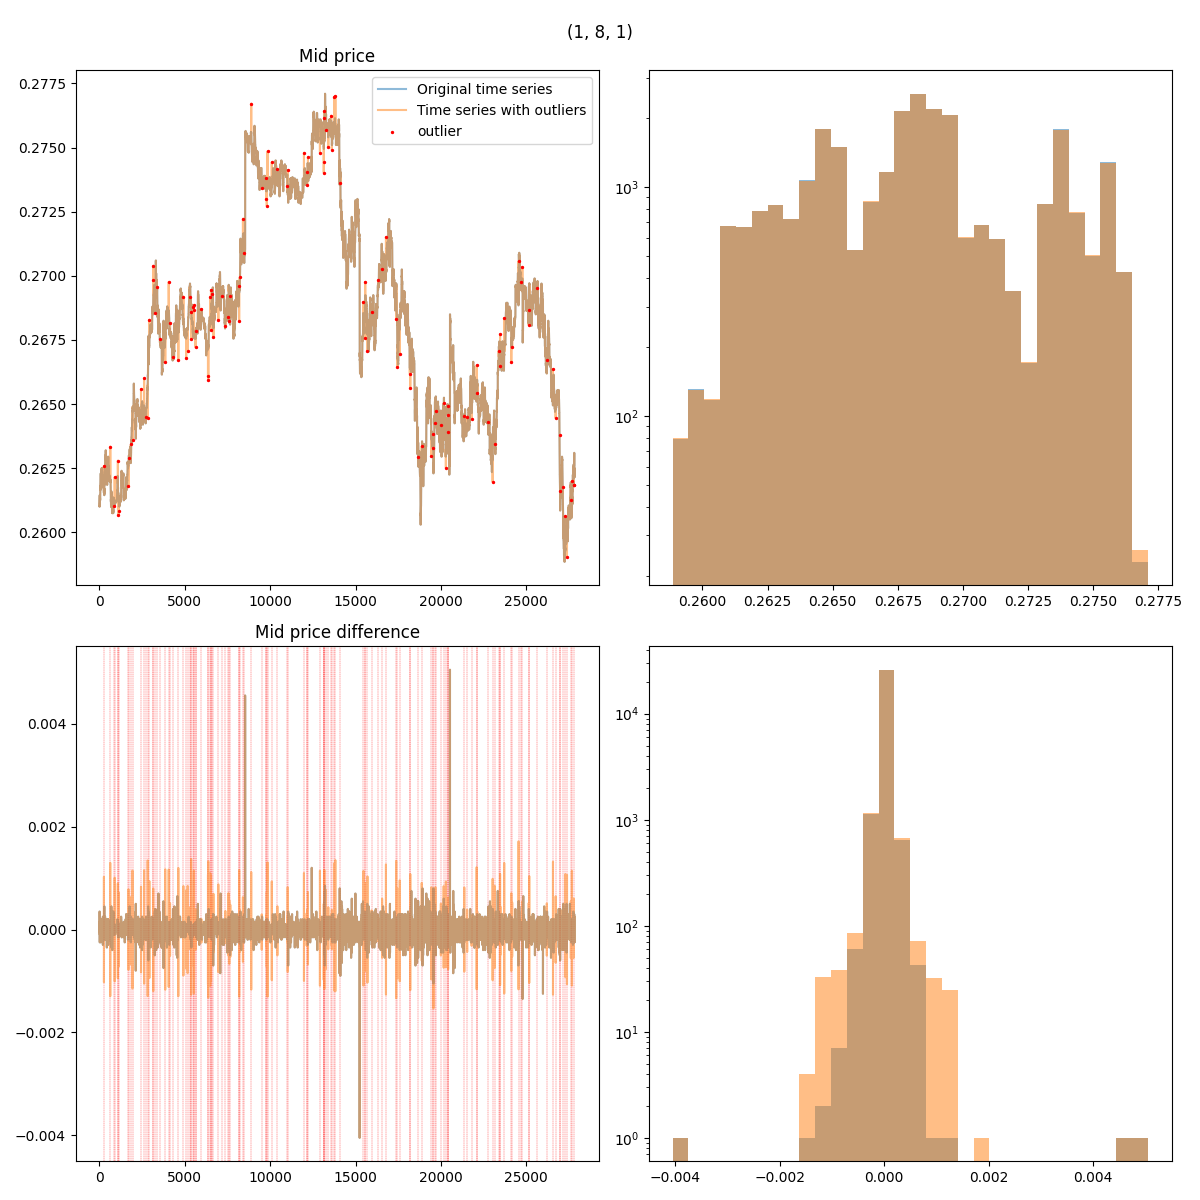 (1, 8, 1)
Mid price
Original time series
Time series with outliers
outlier
0.2775
0.2750
0.2725
0.2700
0.2675
0.2650
0.2625
0.2600
0 5000 10000 15000 20000 25000
10³
10²
0.2600 0.2625 0.2650 0.2675 0.2700 0.2725 0.2750 0.2775
Mid price difference
0.004
0.002
0.000
−0.002
−0.004
0 5000 10000 15000 20000 25000
10⁴
10³
10²
10¹
10⁰
−0.004 −0.002 0.000 0.002 0.004